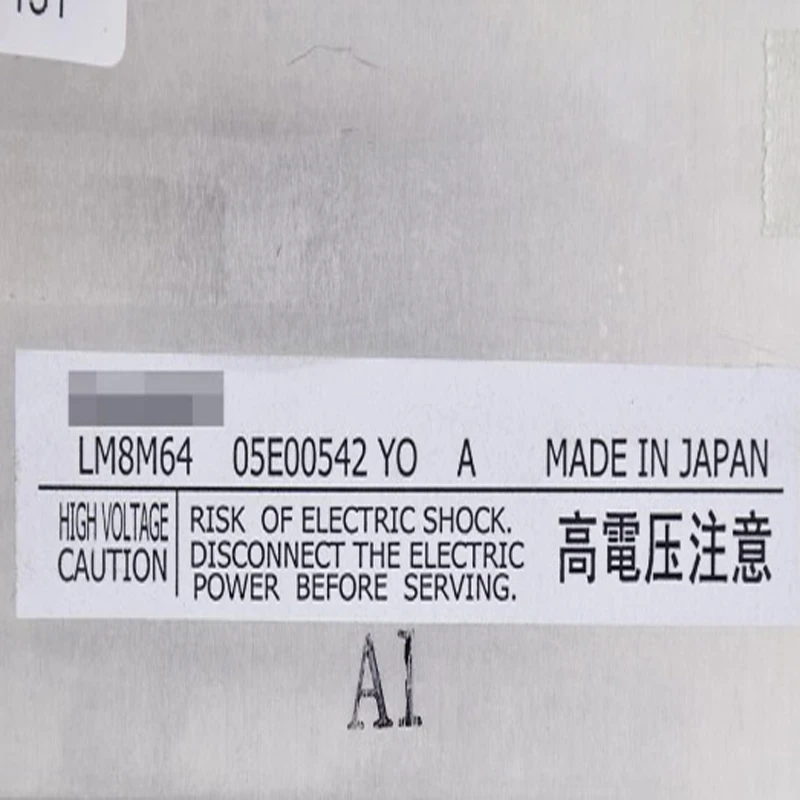 LM8M64 05E00542 YO A MADE IN JAPAN
HIGH VOLTAGE
CAUTION
RISK OF ELECTRIC SHOCK.
DISCONNECT THE ELECTRIC
POWER BEFORE SERVING.
高電圧注意
A1